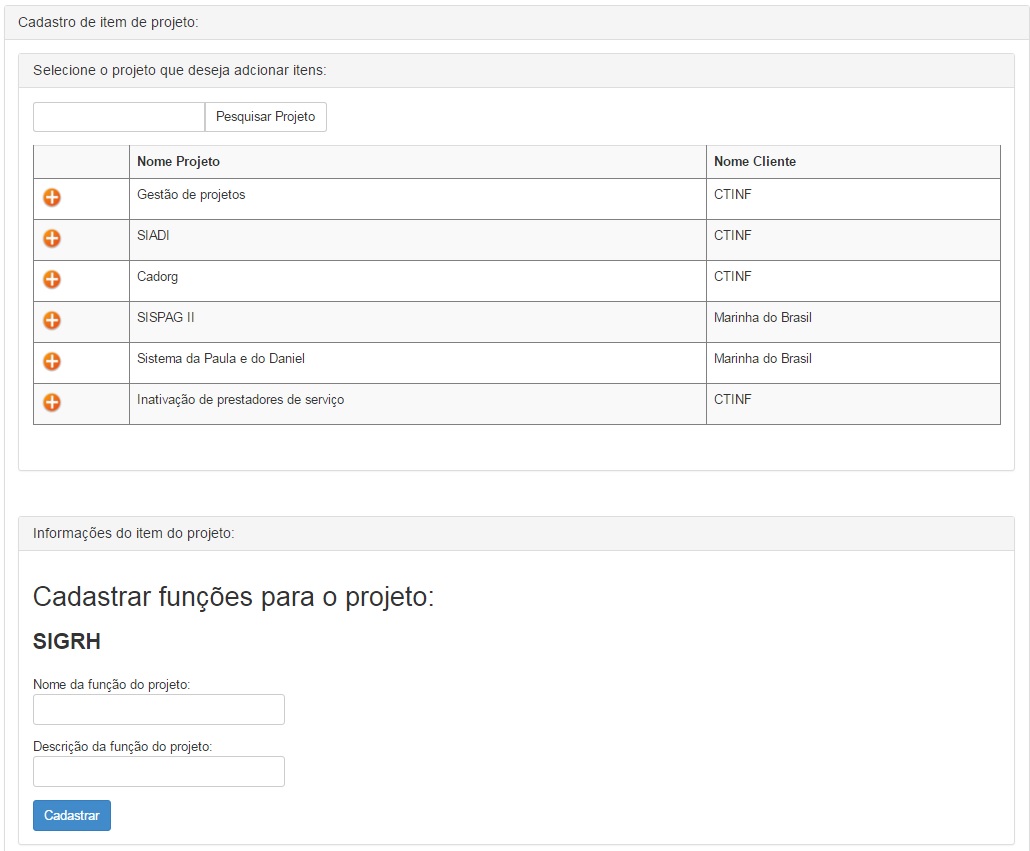 Cadastro de item de projeto:
Selecione o projeto que deseja adcionar itens:
Pesquisar Projeto
Nome Projeto Nome Cliente
Gestão de projetos CTINF
SIADI CTINF
Cadorg CTINF
SISPAG II Marinha do Brasil
Sistema da Paula e do Daniel Marinha do Brasil
Inativação de prestadores de serviço CTINF
Informações do item do projeto:
Cadastrar funções para o projeto:
SIGRH
Nome da função do projeto:
Descrição da função do projeto:
Cadastrar